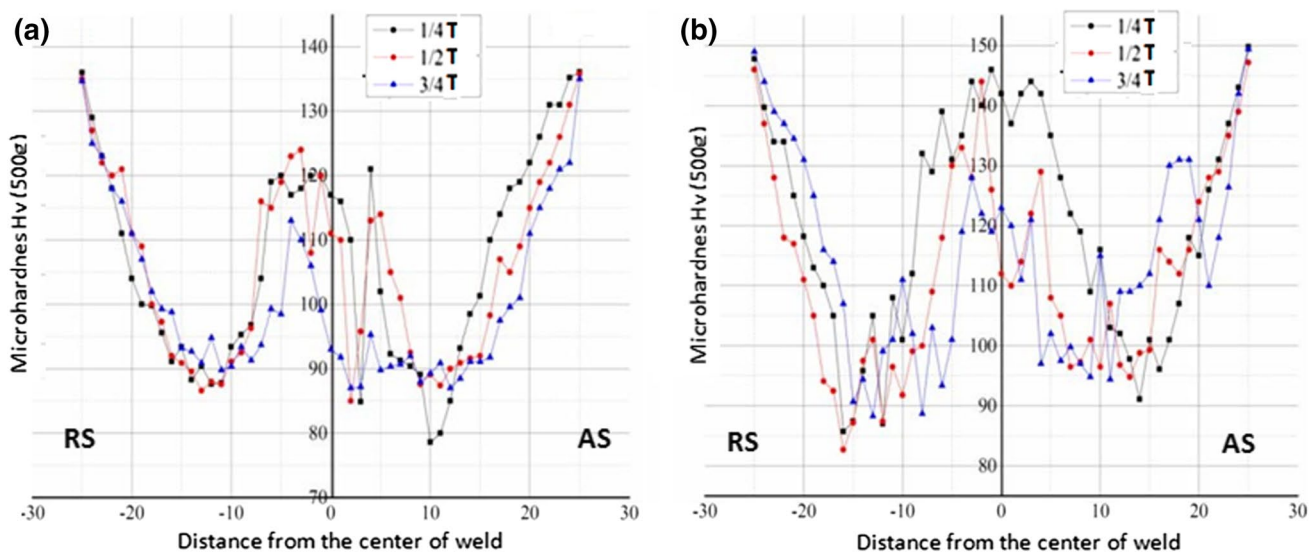 (a)
1/4 T
1/2 T
3/4 T
140
130
120
110
100
90
80
70
Microhardnes Hv (500g)
RS
AS
-30
-20
-10
0
10
20
30
Distance from the center of weld
(b)
1/4 T
1/2 T
3/4 T
150
140
130
120
110
100
90
80
Microhardnes Hv (500g)
RS
AS
-30
-20
-10
0
10
20
30
Distance from the center of weld